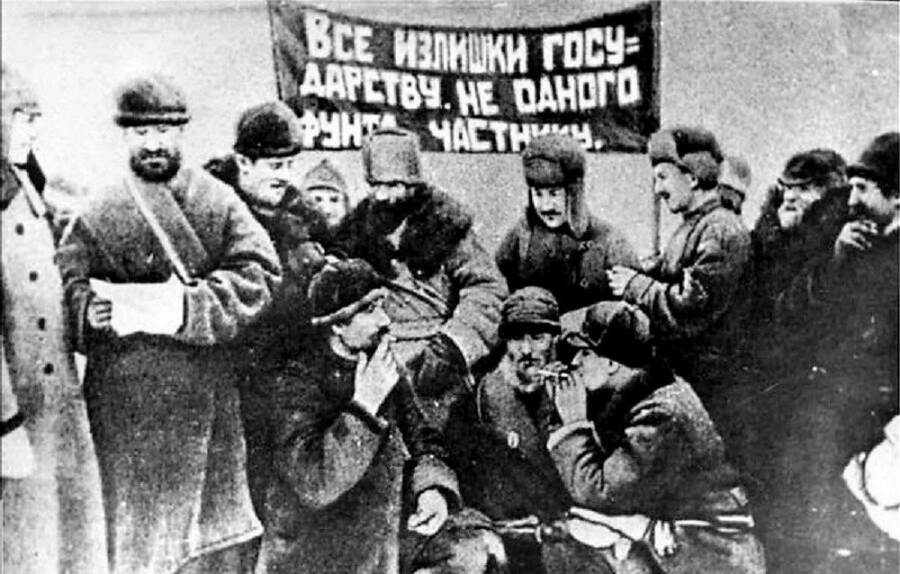 ВСЕ ИЗЛИШКИ ГОСУ=
ДАРСТВУ. НЕ ОДНОГО
ФУНТА ЧАСТНИКУ.